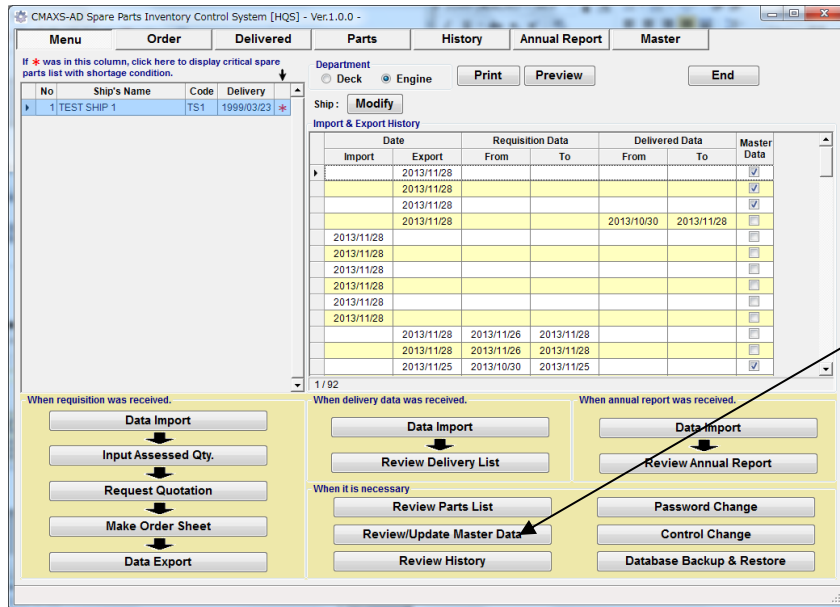 CMAXS-AD Spare Parts Inventory Control System [HQS] - Ver.1.0.0 -
Menu Order Delivered Parts History Annual Report Master
If * was in this column, click here to display critical spare
parts list with shortage condition.
No Ship's Name Code Delivery
1 TEST SHIP 1 TS1 1999/03/23 *
Department
Deck Engine Print Preview End
Ship : Modify
Import & Export History
Date Requisition Data Delivered Data Master
Data
Import Export From To From To
2013/11/28
2013/11/28
2013/11/28
2013/11/28 2013/10/30 2013/11/28
2013/11/28
2013/11/28
2013/11/28
2013/11/28
2013/11/28
2013/11/28
2013/11/28 2013/11/26 2013/11/28
2013/11/28 2013/11/26 2013/11/28
2013/11/25 2013/10/30 2013/11/25
1 / 92
When requisition was received.
Data Import
Input Assessed Qty.
Request Quotation
Make Order Sheet
Data Export
When delivery data was received.
Data Import
Review Delivery List
When annual report was received.
Data Import
Review Annual Report
When it is necessary
Review Parts List Password Change
Review/Update Master Data Control Change
Review History Database Backup & Restore